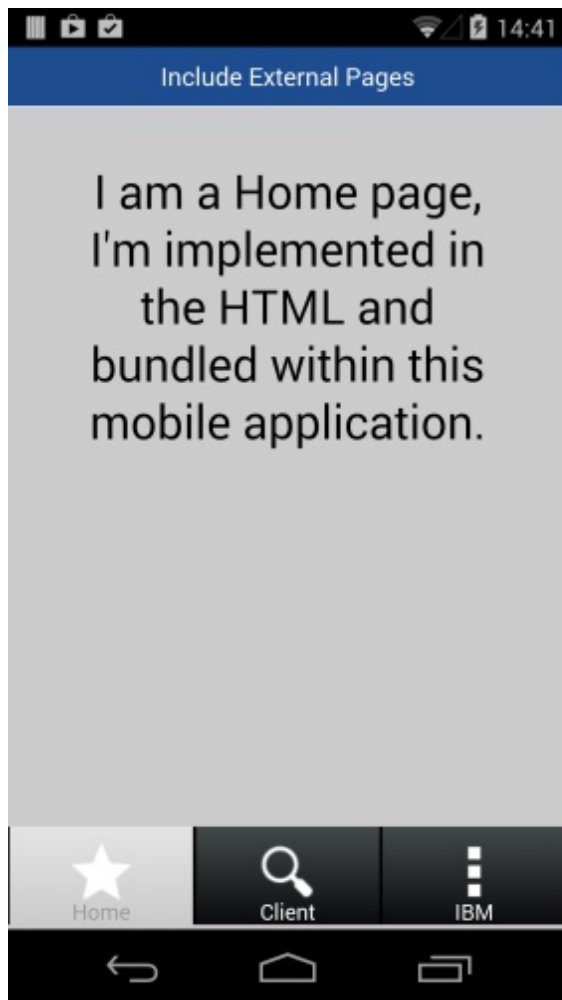 14:41
Include External Pages
I am a Home page,
I'm implemented in
the HTML and
bundled within this
mobile application.
Home
Client
IBM